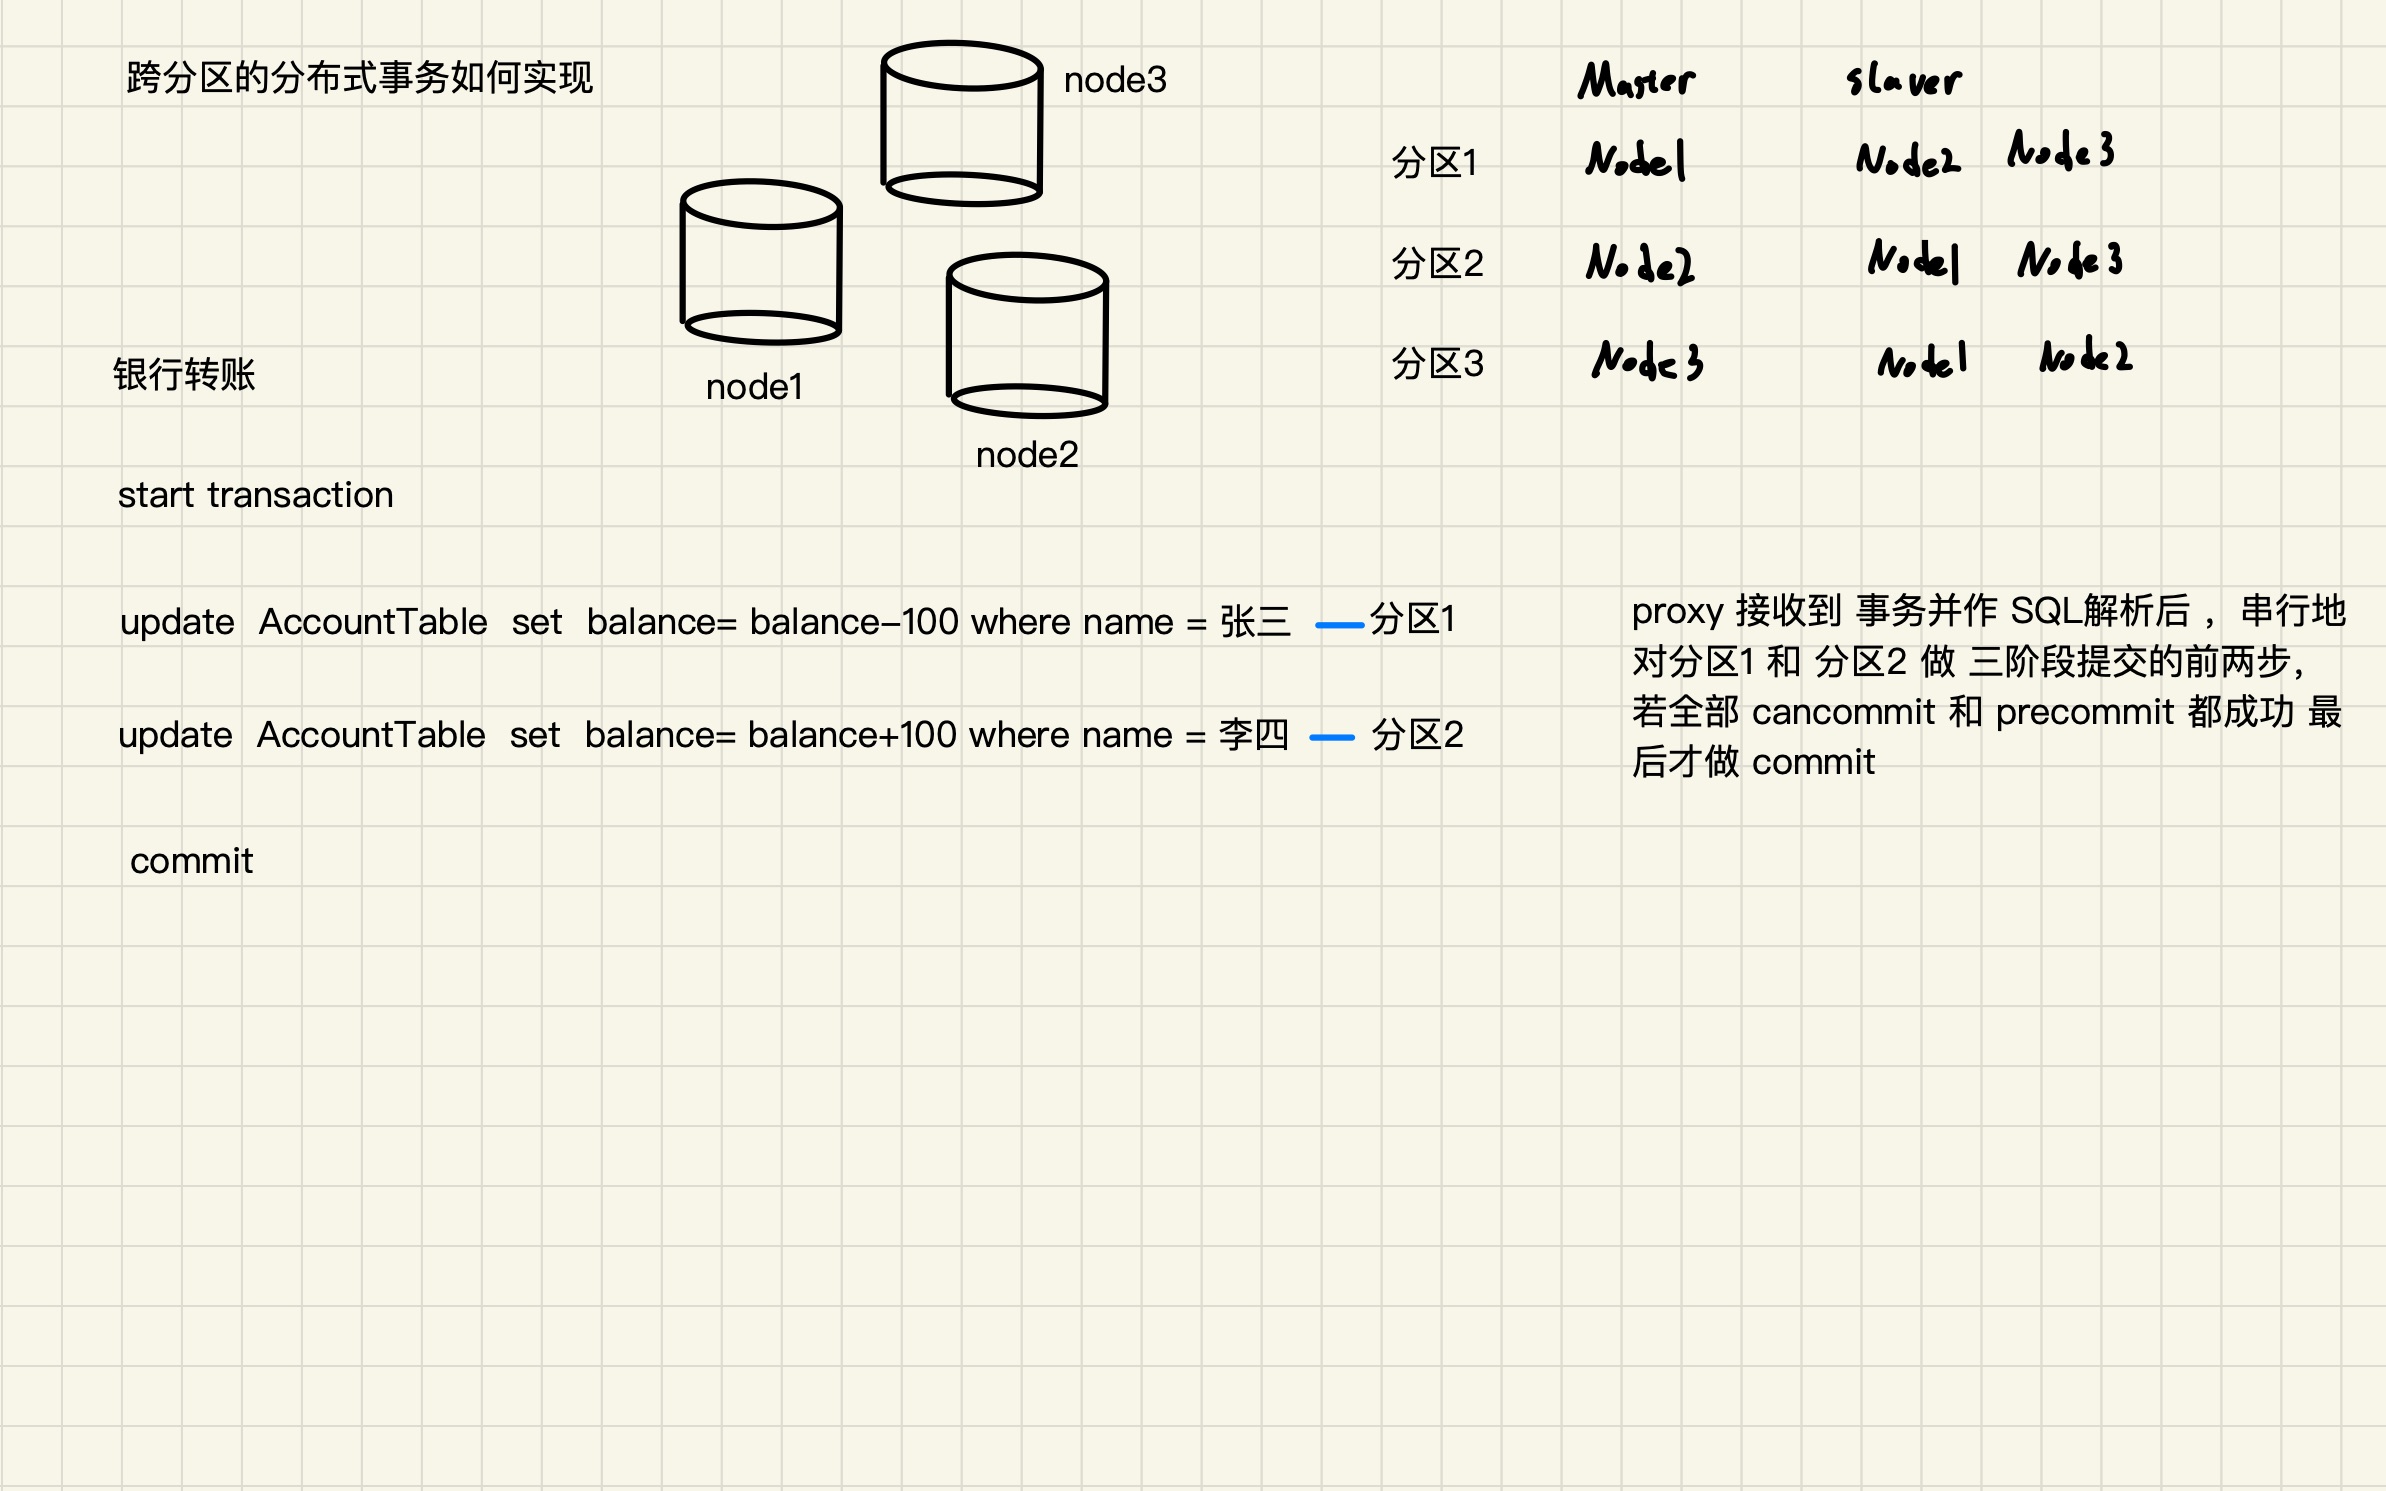 跨分区的分布式事务如何实现
node3
node1
node2
Master slaver
分区1 Node1 Node2 Node3
分区2 Node2 Node1 Node3
分区3 Node3 Node1 Node2
银行转账
start transaction
update AccountTable set balance= balance-100 where name = 张三 — 分区1
update AccountTable set balance= balance+100 where name = 李四 — 分区2
commit
proxy 接收到 事务并作 SQL解析后 ，串行地
对分区1 和 分区2 做 三阶段提交的前两步，
若全部 cancommit 和 precommit 都成功 最
后才做 commit